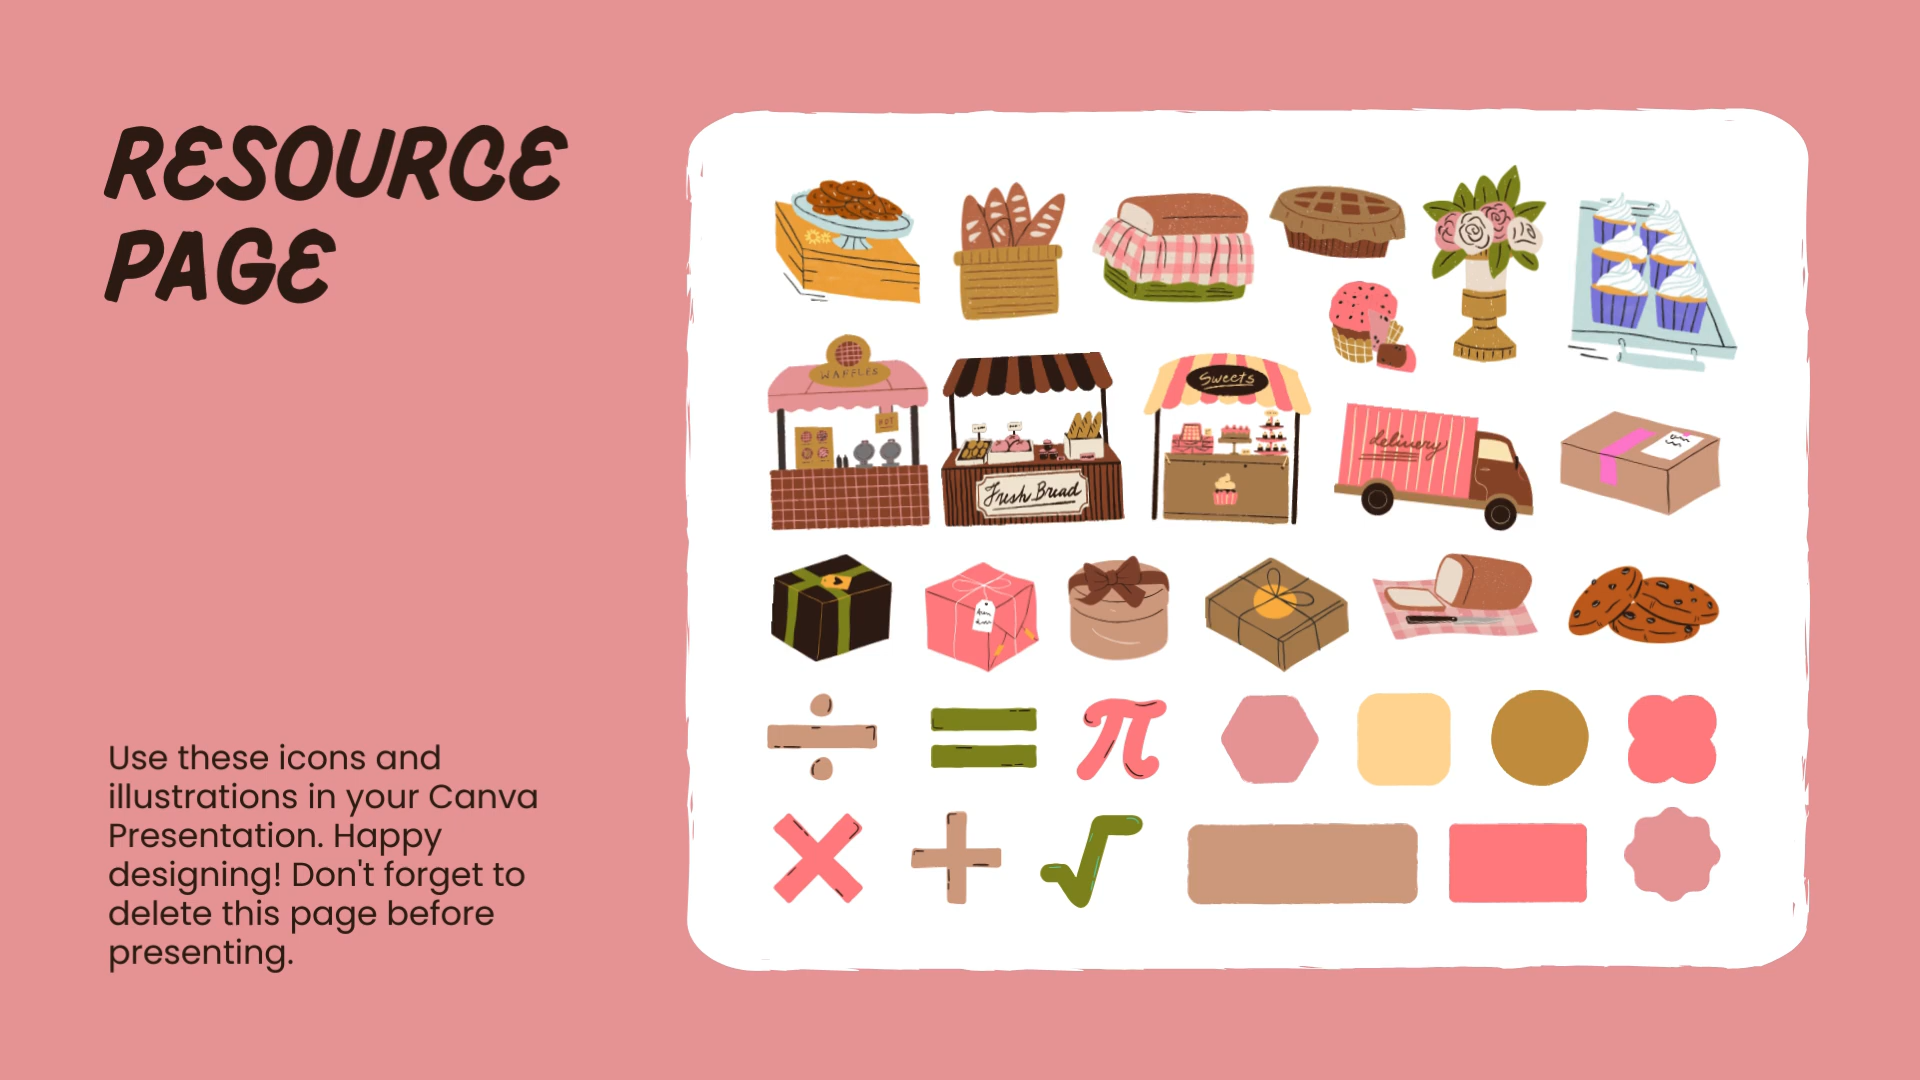 RESOURCE
PAGE
Use these icons and
illustrations in your Canva
Presentation. Happy
designing! Don't forget to
delete this page before
presenting.
WAFFLES
Fresh Bread
Sweets
delivery